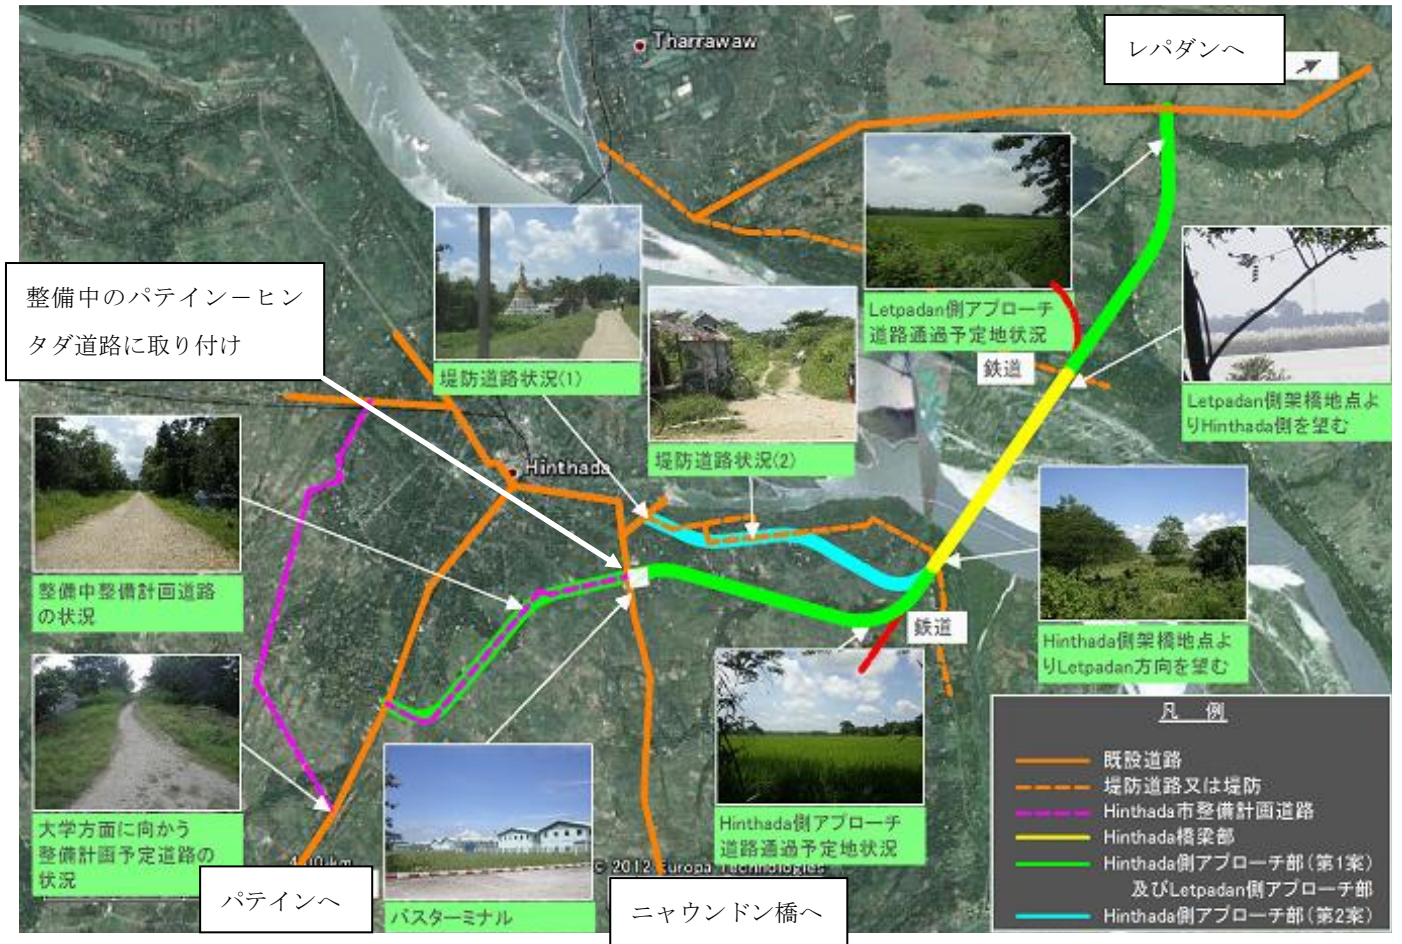 Tharrawaw
レパダンへ
整備中のパテイン－ヒン
タダ道路に取り付け
堤防道路状況(1)
堤防道路状況(2)
Letpadan側アプローチ
道路通過予定地状況
鉄道
Letpadan側架橋地点よ
りHinthada側を望む
Hinthada
整備中整備計画道路
の状況
Hinthada側架橋地点よ
りLetpadan方向を望む
鉄道
大学方面に向かう
整備計画予定道路の
状況
バスターミナル
Hinthada側アプローチ
道路通過予定地状況
パテインへ
ニャウンドン橋へ
km
© 2012 Europa Technologies
凡 例
既設道路
堤防道路又は堤防
Hinthada市整備計画道路
Hinthada橋梁部
Hinthada側アプローチ部(第1案)
及びLetpadan側アプローチ部
Hinthada側アプローチ部(第2案)